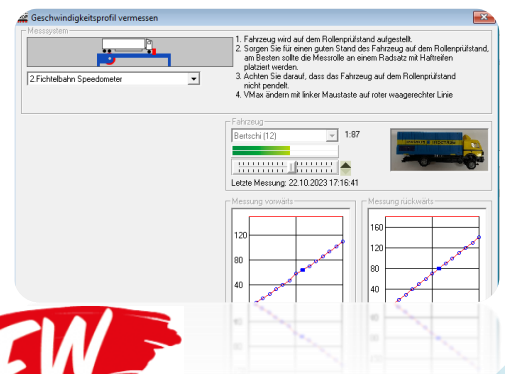 Geschwindigkeitsprofil vermessen
Messsystem
1. Fahrzeug wird auf dem Rollenprüfstand aufgestellt.
2. Sorgen Sie für einen guten Stand des Fahrzeug auf dem Rollenprüfstand,
am Besten sollte die Messrolle an einem Radsatz mit Haftreifen
platziert werden.
3. Achten Sie darauf, dass das Fahrzeug auf dem Rollenprüfstand
nicht pendelt.
4. VMax ändern mit linker Maustaste auf roter waagerechter Linie
2.Fichtelbahn Speedometer
Fahrzeug
Bertschi (12)
1:87
Letzte Messung: 22.10.2023 17:16:41
Messung vorwärts
Messung rückwärts
120
80
40
160
120
80
40
EW